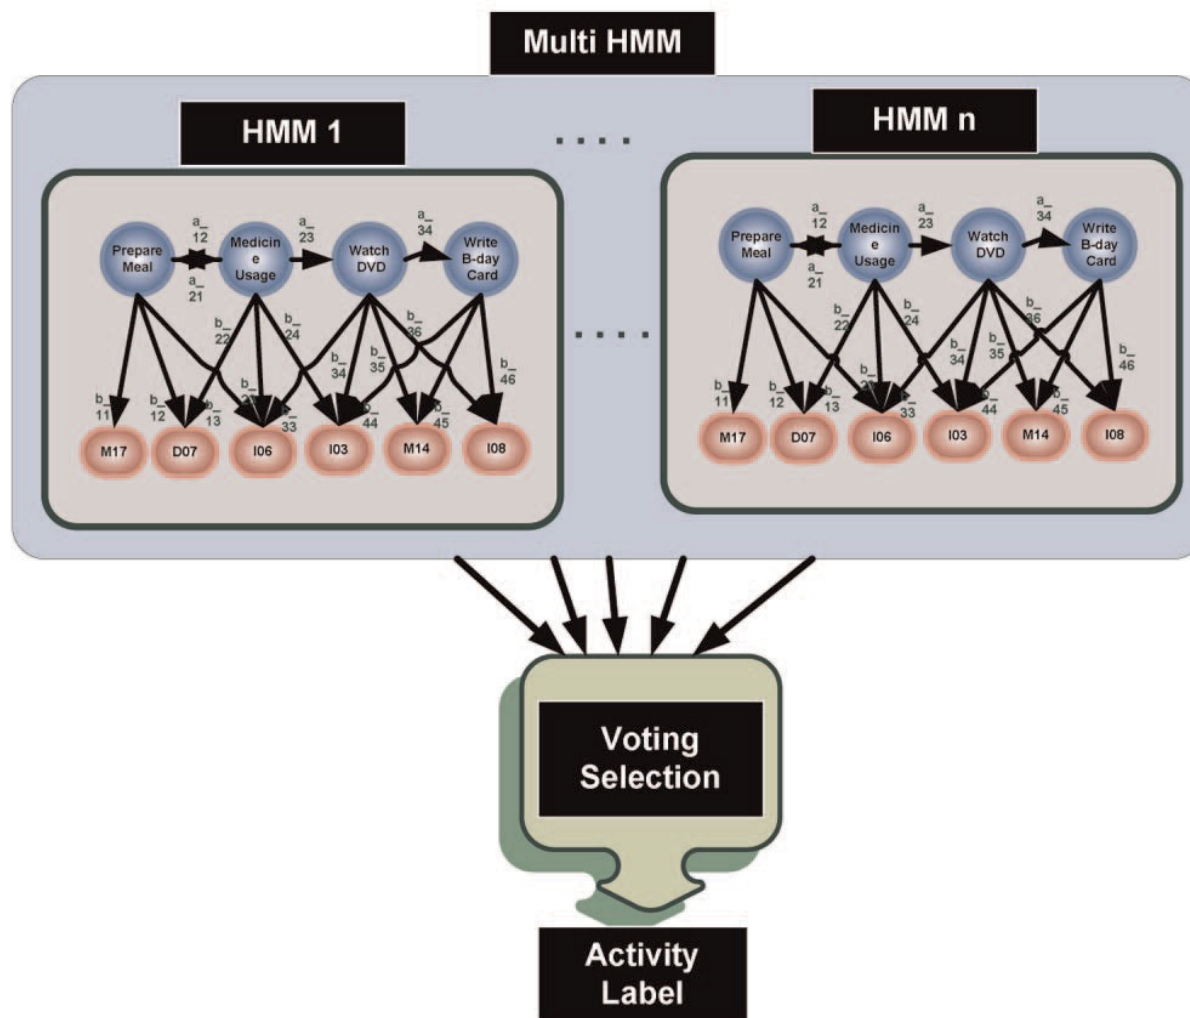 Multi HMM
HMM 1
. . . .
HMM n
Prepare
Meal
a_
12
a_
21
Medicin
e
Usage
a_
23
Watch
DVD
a_
34
Write
B-day
Card
b_
11
b_
12
b_
13
b_
22
b_
24
b_
33
b_
34
b_
35
b_
36
b_
44
b_
45
b_
46
M17
D07
I06
I03
M14
I08
. . . .
Prepare
Meal
a_
12
a_
21
Medicin
e
Usage
a_
23
Watch
DVD
a_
34
Write
B-day
Card
b_
11
b_
12
b_
13
b_
22
b_
24
b_
33
b_
34
b_
35
b_
36
b_
44
b_
45
b_
46
M17
D07
I06
I03
M14
I08
Voting
Selection
Activity
Label